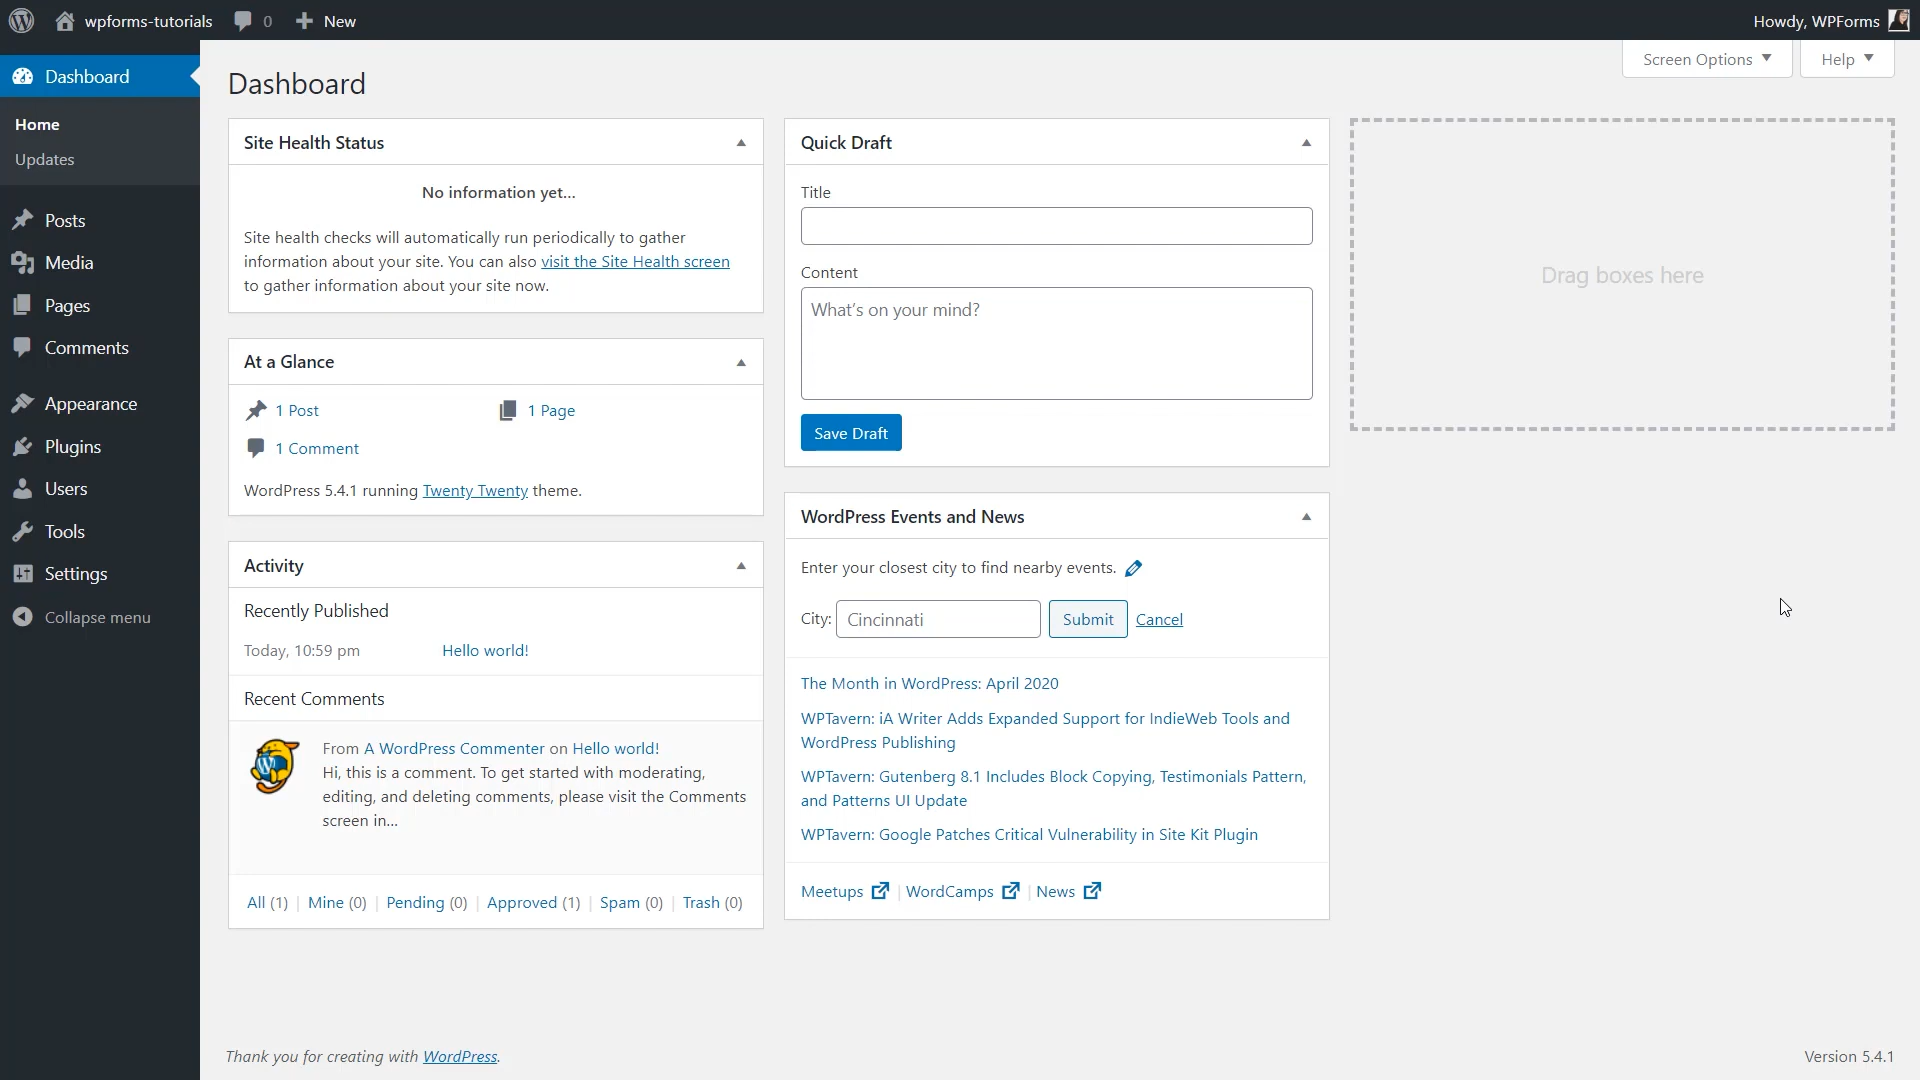 wpforms-tutorials 0 New
Howdy, WPForms
Dashboard
Home
Updates
Posts
Media
Pages
Comments
Appearance
Plugins
Users
Tools
Settings
Collapse menu
Screen Options
Help
Dashboard
Site Health Status
No information yet...
Site health checks will automatically run periodically to gather
information about your site. You can also visit the Site Health screen
to gather information about your site now.
At a Glance
1 Post
1 Page
1 Comment
WordPress 5.4.1 running Twenty Twenty theme.
Activity
Recently Published
Today, 10:59 pm Hello world!
Recent Comments
From A WordPress Commenter on Hello world!
Hi, this is a comment. To get started with moderating,
editing, and deleting comments, please visit the Comments
screen in...
All (1) | Mine (0) | Pending (0) | Approved (1) | Spam (0) | Trash (0)
Quick Draft
Title
Content
What's on your mind?
Save Draft
WordPress Events and News
Enter your closest city to find nearby events.
City: Cincinnati Submit Cancel
The Month in WordPress: April 2020
WPTavern: iA Writer Adds Expanded Support for IndieWeb Tools and
WordPress Publishing
WPTavern: Gutenberg 8.1 Includes Block Copying, Testimonials Pattern,
and Patterns UI Update
WPTavern: Google Patches Critical Vulnerability in Site Kit Plugin
Meetups | WordCamps | News
Drag boxes here
Thank you for creating with WordPress.
Version 5.4.1